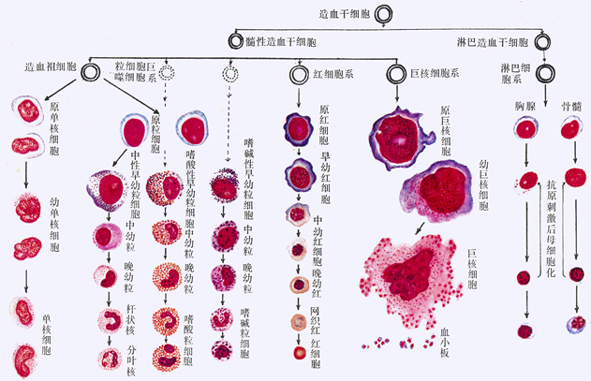 造血干细胞
髓性造血干细胞
淋巴造血干细胞
造血祖细胞
粒细胞巨
噬细胞系
红细胞系
巨核细胞系
淋巴细
胞系
原单核细胞
原粒细胞
嗜酸性早幼粒细胞
嗜碱性早幼粒细胞
原红细胞
原巨核细胞
胸腺
骨髓
中性早幼粒细胞
早幼红细胞
幼巨核细胞
抗原刺激后母细胞化
幼单核细胞
中幼粒
中幼粒
中幼红细胞
巨核细胞
晚幼粒
晚幼粒
晚幼粒
晚幼红
单核细胞
杆状核
嗜酸粒细胞
嗜碱粒细胞
网织红
血小板
分叶核
红细胞